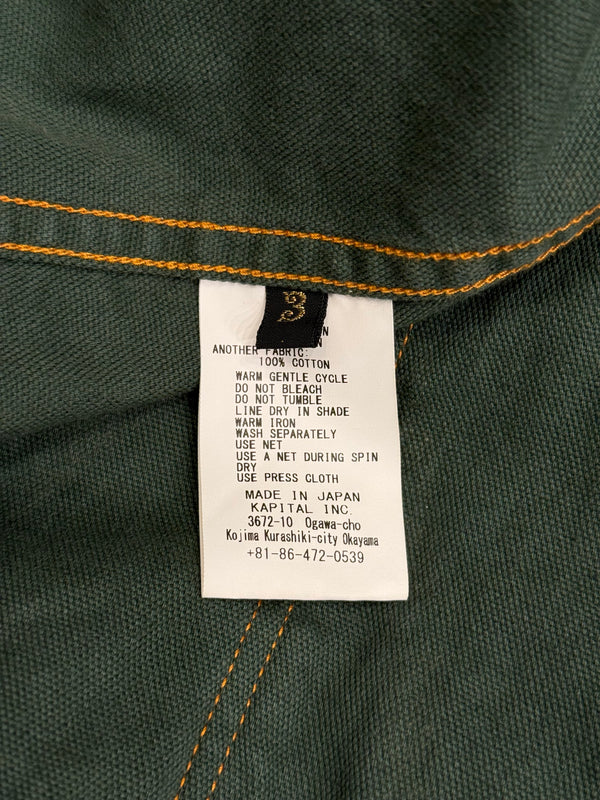 3
ANOTHER FABRIC:
100% COTTON
WARM GENTLE CYCLE
DO NOT BLEACH
DO NOT TUMBLE
LINE DRY IN SHADE
WARM IRON
WASH SEPARATELY
USE NET
USE A NET DURING SPIN
DRY
USE PRESS CLOTH
MADE IN JAPAN
KAPITAL INC.
3672-10 Ogawa-cho
Kojima Kurashiki-city Okayama
+81-86-472-0539